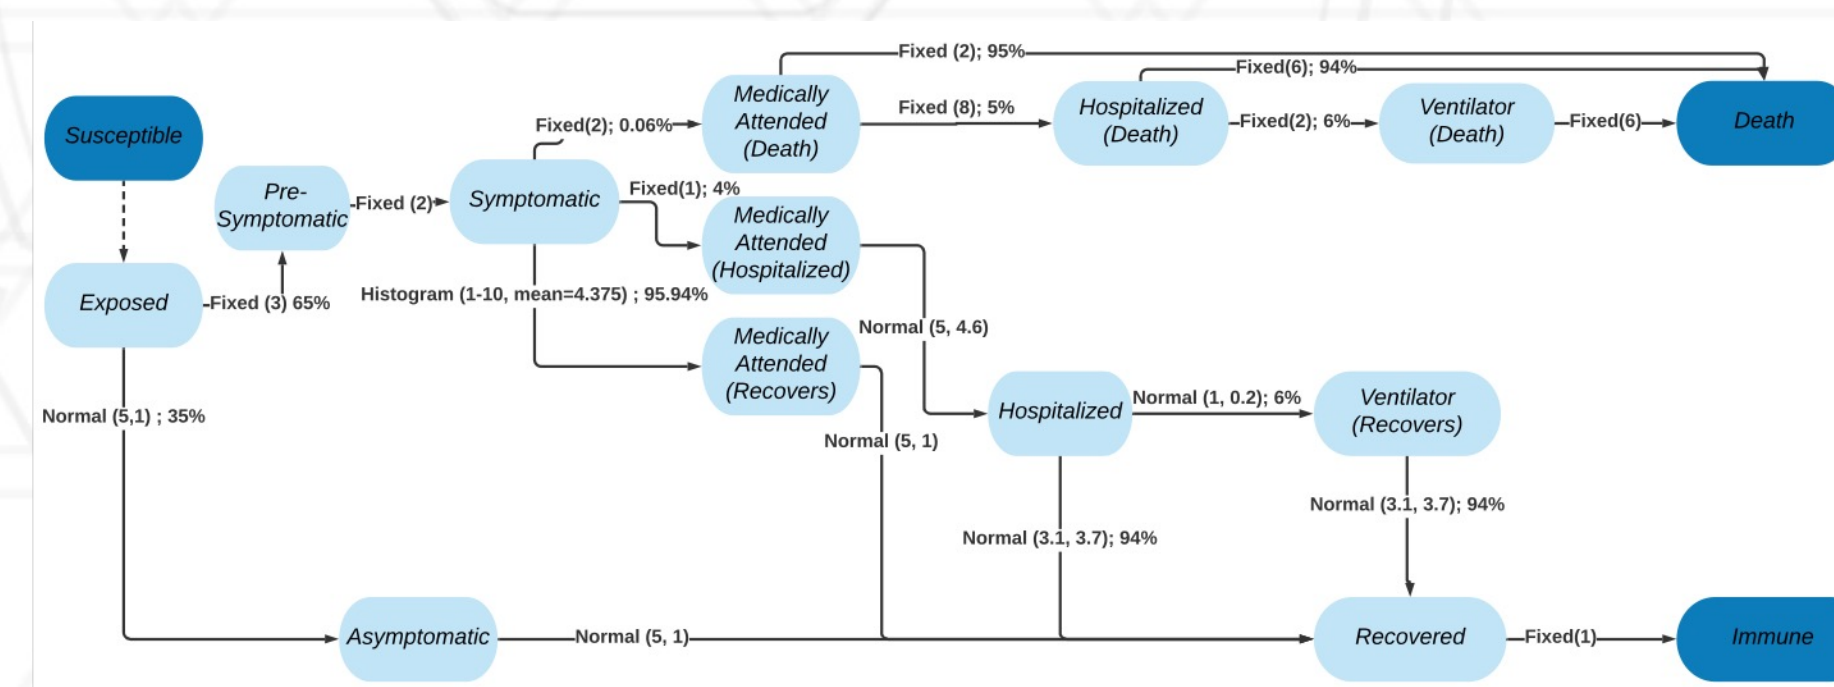 Fixed (2); 95%
Fixed(6); 94%
Susceptible
Fixed(2); 0.06%
Medically
Attended
(Death)
Fixed (8); 5%
Hospitalized
(Death)
Fixed(2); 6%
Ventilator
(Death)
Fixed(6)
Death
Pre-
Symptomatic
Fixed (2)
Symptomatic
Fixed(1); 4%
Medically
Attended
(Hospitalized)
Exposed
Fixed (3) 65%
Histogram (1-10, mean=4.375) ; 95.94%
Normal (5, 4.6)
Medically
Attended
(Recovers)
Normal (5,1) ; 35%
Normal (5, 1)
Hospitalized
Normal (1, 0.2); 6%
Ventilator
(Recovers)
Normal (3.1, 3.7); 94%
Normal (3.1, 3.7); 94%
Asymptomatic
Normal (5, 1)
Recovered
Fixed(1)
Immune